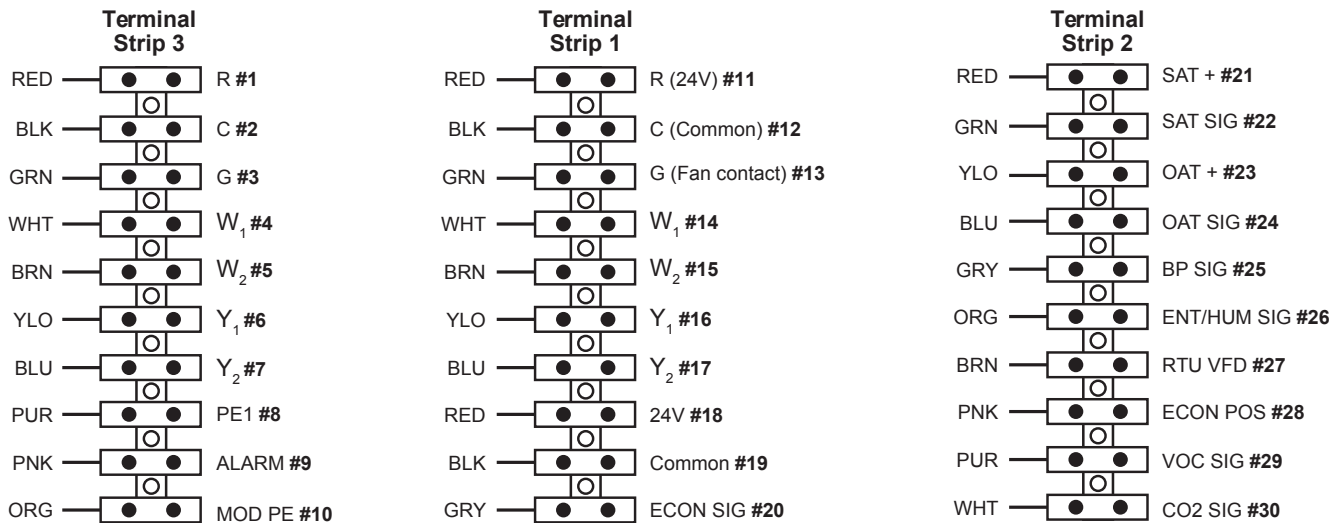 Terminal
Strip 3
RED R #1
BLK C #2
GRN G #3
WHT W1 #4
BRN W2 #5
YLO Y1 #6
BLU Y2 #7
PUR PE1 #8
PNK ALARM #9
ORG MOD PE #10
Terminal
Strip 1
RED R (24V) #11
BLK C (Common) #12
GRN G (Fan contact) #13
WHT W1 #14
BRN W2 #15
YLO Y1 #16
BLU Y2 #17
RED 24V #18
BLK Common #19
GRY ECON SIG #20
Terminal
Strip 2
RED SAT + #21
GRN SAT SIG #22
YLO OAT + #23
BLU OAT SIG #24
GRY BP SIG #25
ORG ENT/HUM SIG #26
BRN RTU VFD #27
PNK ECON POS #28
PUR VOC SIG #29
WHT CO2 SIG #30